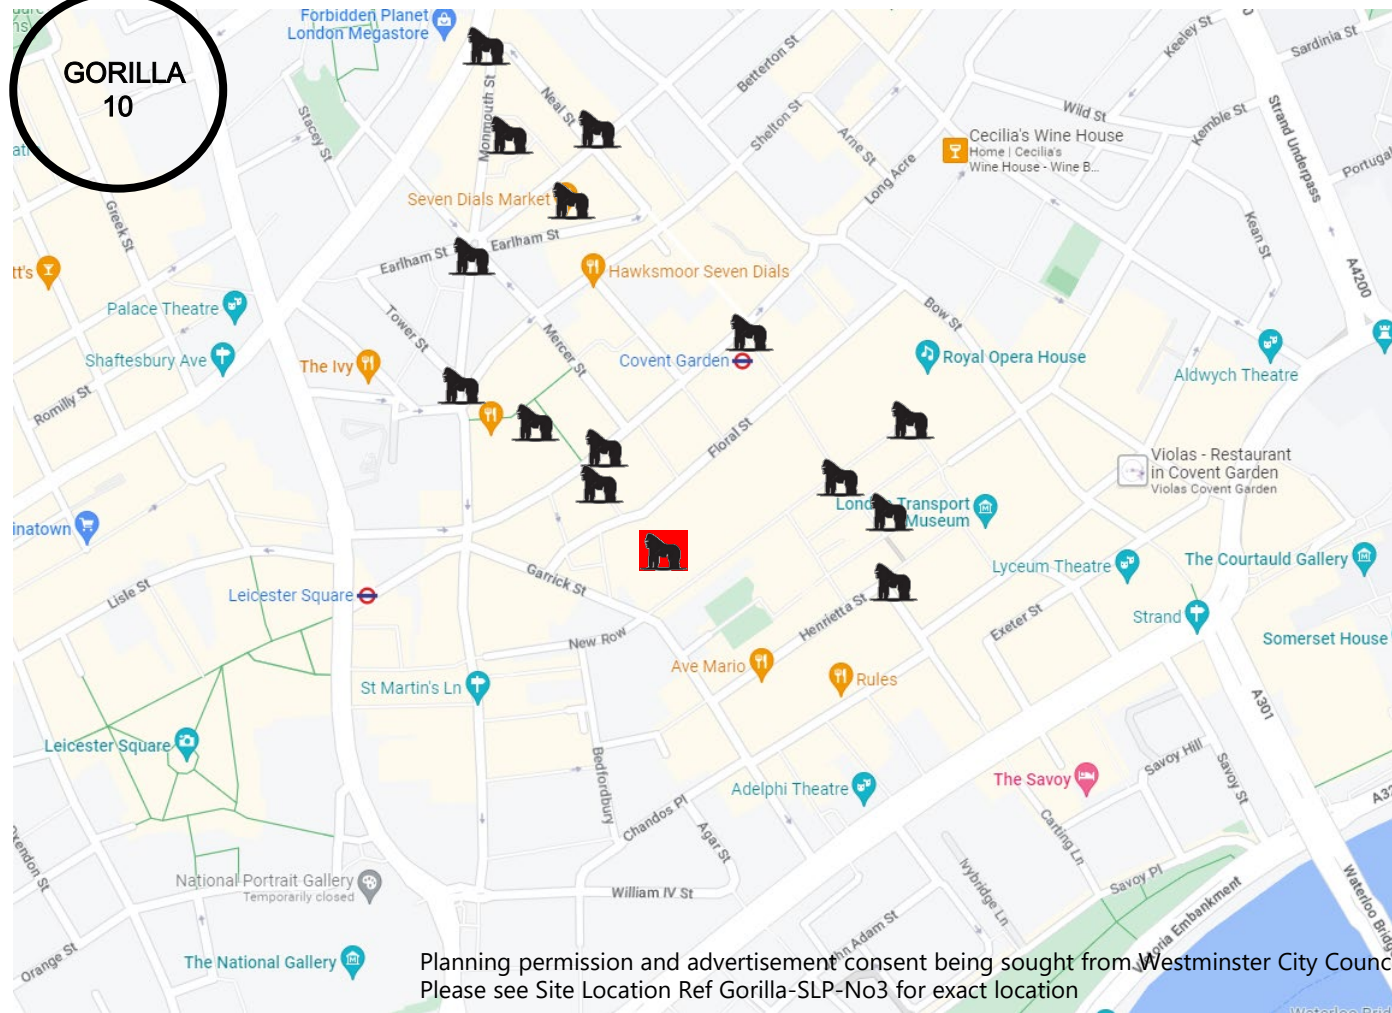 GORILLA
10
Forbidden Planet
London Megastore
Stacey St
Monmouth St
Neal St
Betterton St
Shelton St
Arne St
Long Acre
Keeley St
Sardinia St
Wild St
Kemble St
Strand Underpass
Cecilia's Wine House
Home | Cecilia's
Wine House - Wine B...
Kean St
A4200
Greek St
Seven Dials Market
Earlham St
Earlham St
tt's
Hawksmoor Seven Dials
Palace Theatre
Tower St
Mercer St
Bow St
Shaftesbury Ave
The Ivy
Covent Garden
Royal Opera House
Aldwych Theatre
Romilly St
Floral St
Violas - Restaurant
in Covent Garden
Violas Covent Garden
Transport
Museum
inatown
Lisle St
Leicester Square
Garrick St
Lyceum Theatre
The Courtauld Gallery
New Row
Henrietta St
Exeter St
Strand
Somerset House
Ave Mario
Rules
St Martin's Ln
A301
Leicester Square
Bedfordbury
Adelphi Theatre
The Savoy
Savoy Hill
Savoy St
Chandos Pl
Agar St
Carting Ln
National Portrait Gallery
Temporarily closed
William IV St
Ivybridge Ln
Savoy Pl
Orange St
The National Gallery
Planning permission and advertisement consent being sought from Westminster City Counc
Please see Site Location Ref Gorilla-SLP-No3 for exact location